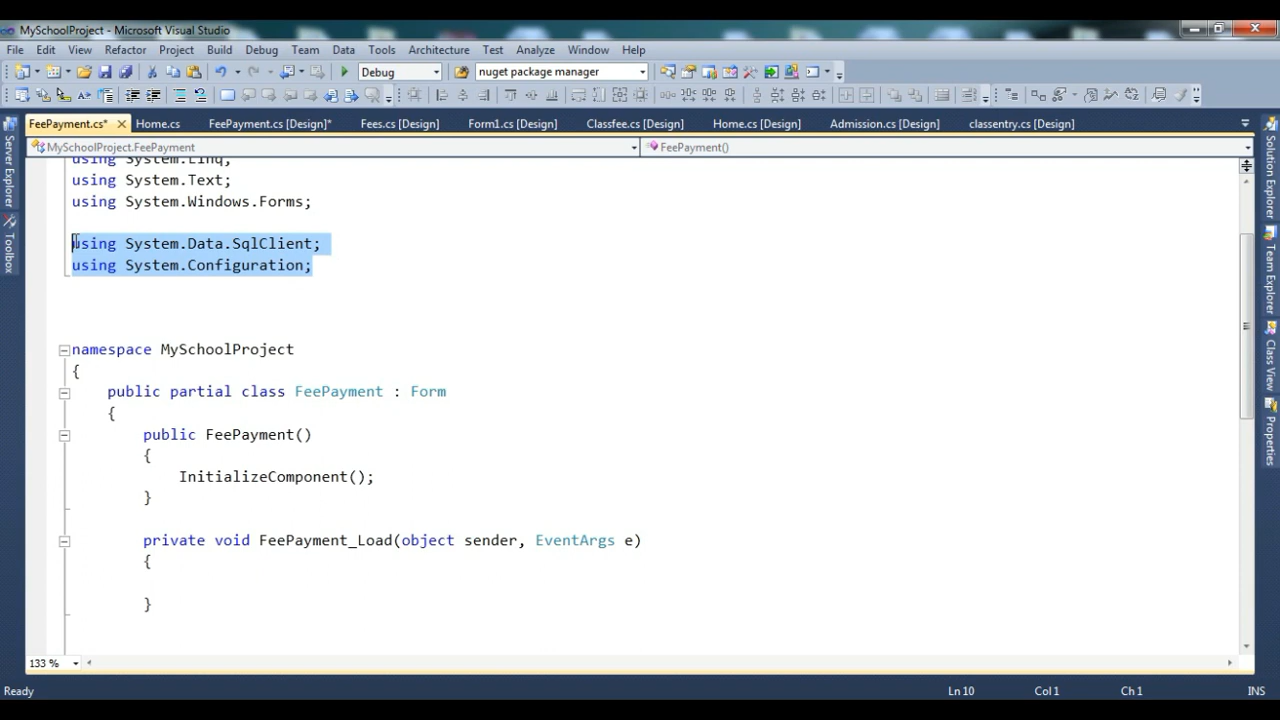 MySchoolProject - Microsoft Visual Studio
File Edit View Refactor Project Build Debug Team Data Tools Architecture Test Analyze Window Help
Debug nuget package manager
FeePayment.cs* Home.cs FeePayment.cs [Design]* Fees.cs [Design] Form1.cs [Design] Classfee.cs [Design] Home.cs [Design] Admission.cs [Design] classentry.cs [Design]
MySchoolProject.FeePayment FeePayment()
using System.Linq;
using System.Text;
using System.Windows.Forms;
using System.Data.SqlClient;
using System.Configuration;
namespace MySchoolProject
{
public partial class FeePayment : Form
{
public FeePayment()
{
InitializeComponent();
}
private void FeePayment_Load(object sender, EventArgs e)
{
}
133 %
Ready Ln 10 Col 1 Ch 1 INS
Server Explorer
Toolbox
Solution Explorer
Team Explorer
Class View
Properties